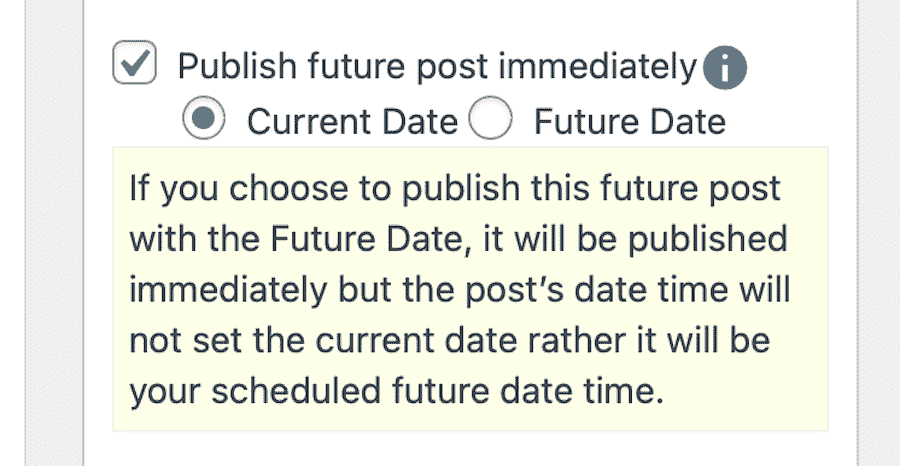 Publish future post immediately
Current Date Future Date
If you choose to publish this future post
with the Future Date, it will be published
immediately but the post’s date time will
not set the current date rather it will be
your scheduled future date time.